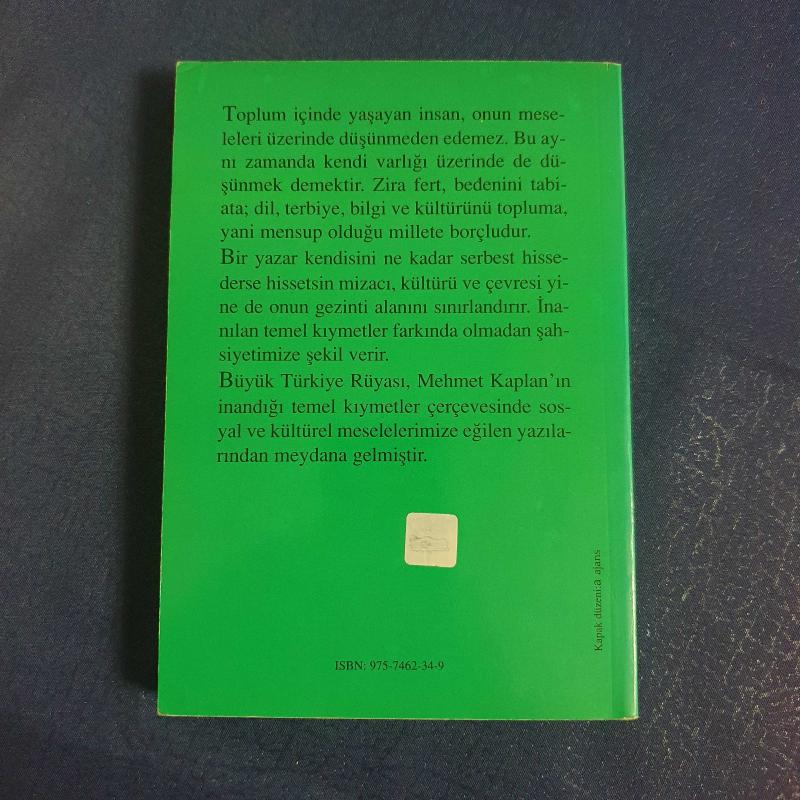 Toplum içinde yaşayan insan, onun mese-
leleri üzerinde düşünmeden edemez. Bu ay-
nı zamanda kendi varlığı üzerinde de dü-
şünmek demektir. Zira fert, bedenini tabi-
ata; dil, terbiye, bilgi ve kültürünü topluma,
yani mensup olduğu millete borçludur.
Bir yazar kendisini ne kadar serbest hisse-
derse hissetsin mizacı, kültürü ve çevresi yi-
ne de onun gezinti alanını sınırlandırır. İna-
nılan temel kıymetler farkında olmadan şah-
siyetimize şekil verir.
Büyük Türkiye Rüyası, Mehmet Kaplan'ın
inandığı temel kıymetler çerçevesinde sos-
yal ve kültürel meselelerimize eğilen yazıla-
rından meydana gelmiştir.
Kapak düzeni:a ajans
ISBN: 975-7462-34-9